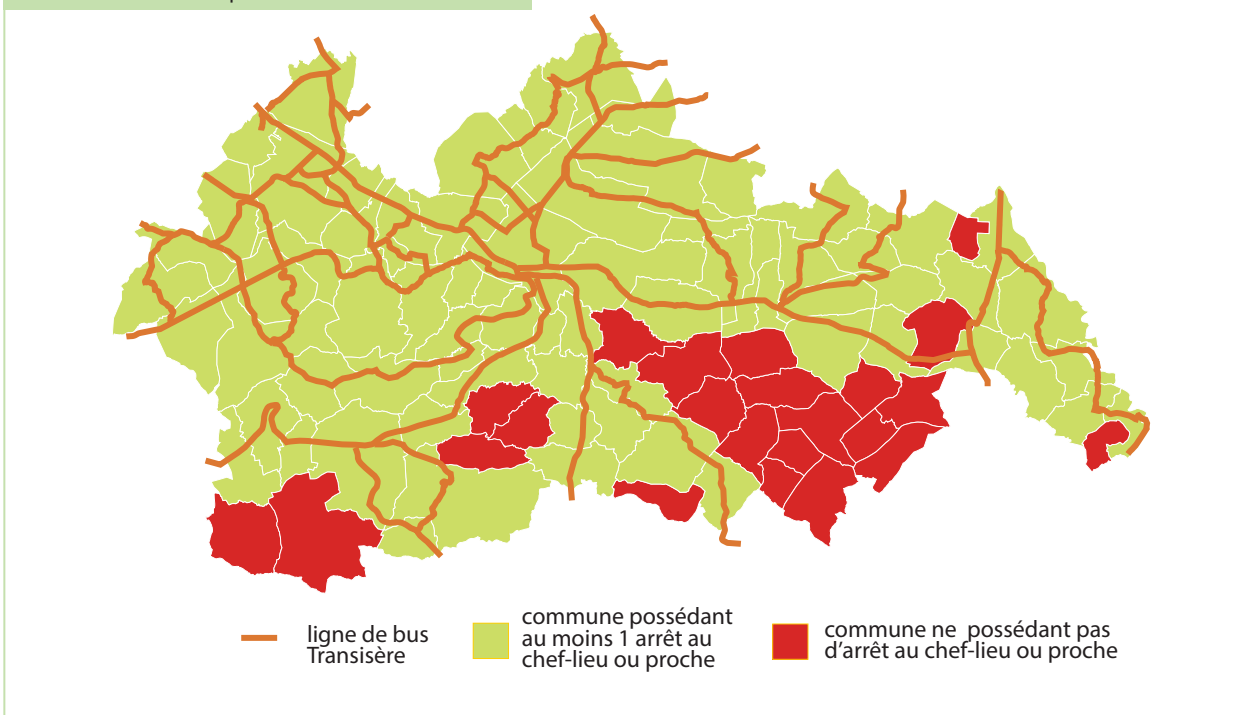 ligne de bus
Transisère
commune possédant
au moins 1 arrêt au
chef-lieu ou proche
commune ne possédant pas
d'arrêt au chef-lieu ou proche